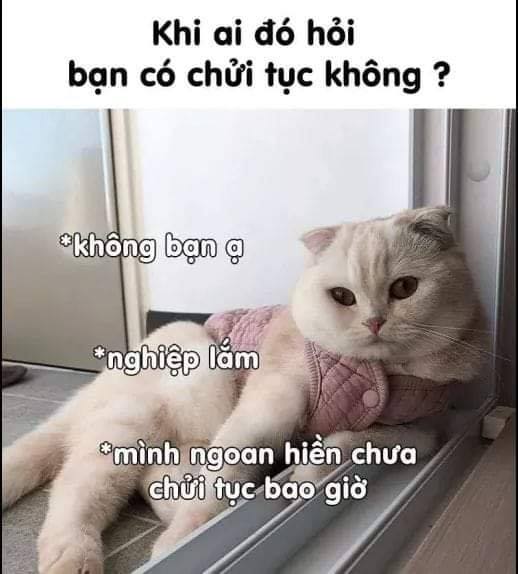 Khi ai đó hỏi
bạn có chửi tục không ?
*không bạn ạ
*nghiệp lắm
*mình ngoan hiền chưa
chửi tục bao giờ